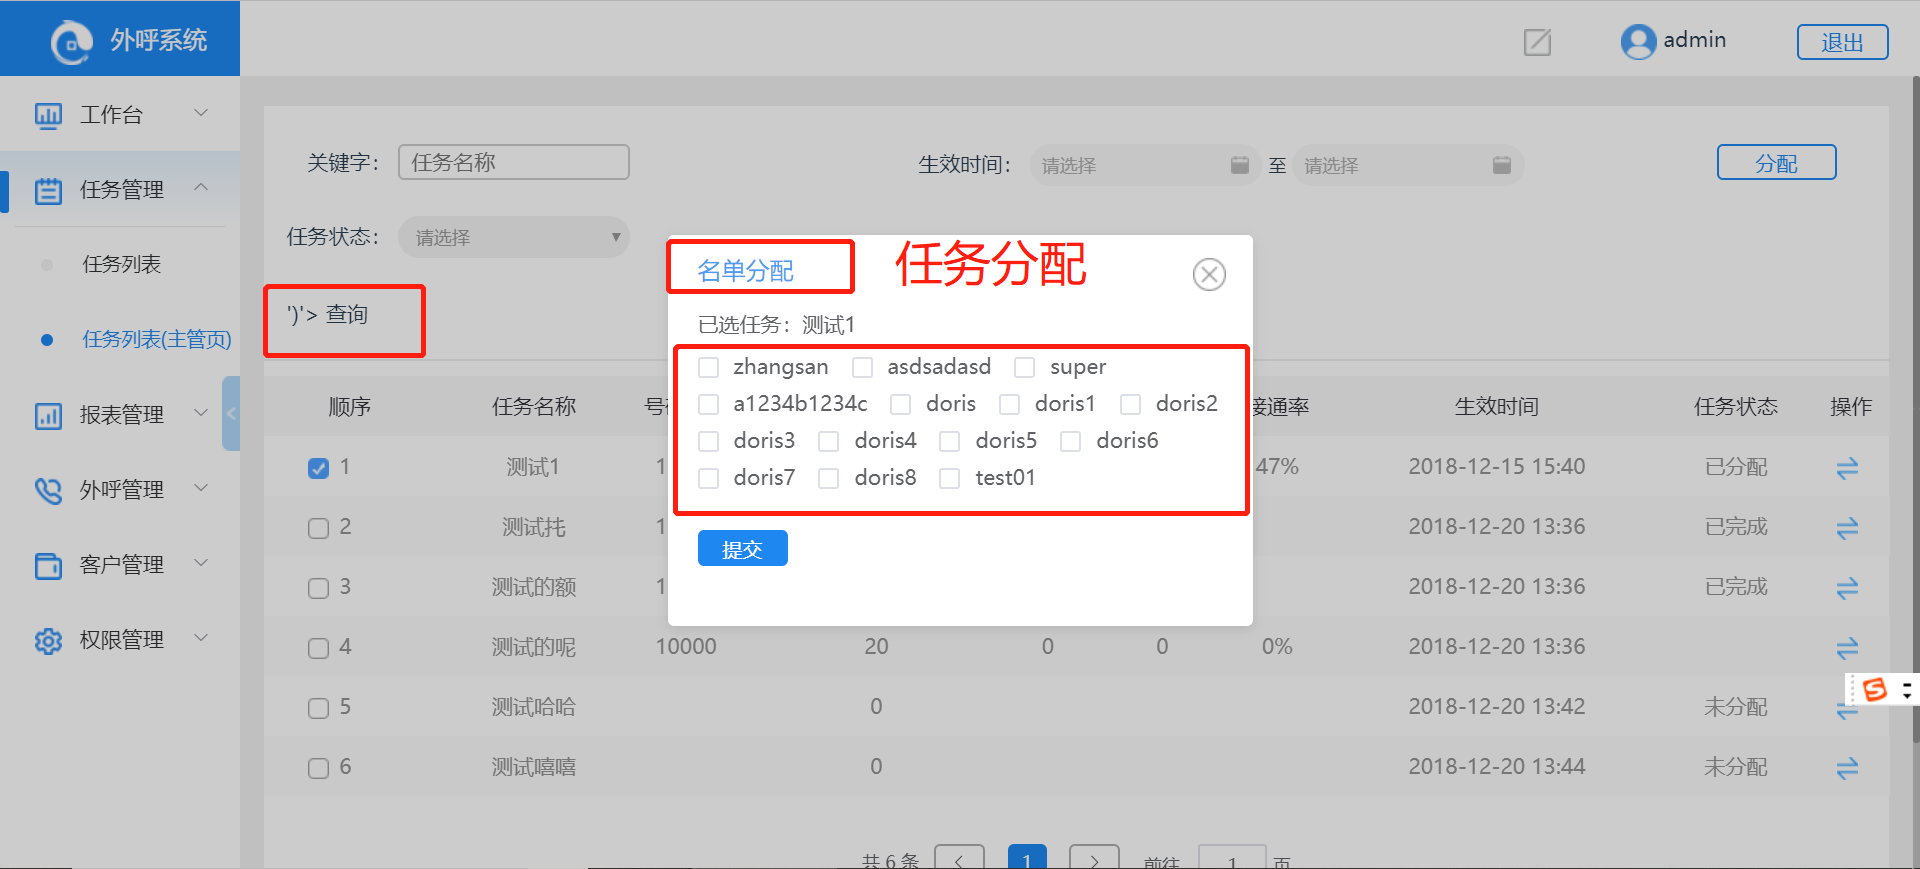 外呼系统
admin
退出
工作台
任务管理
任务列表
任务列表(主管页)
报表管理
外呼管理
客户管理
权限管理
关键字：
任务名称
生效时间：
请选择
至
请选择
分配
任务状态：
请选择
')'> 查询
名单分配
任务分配
已选任务：测试1
zhangsan asdsadasd super
a1234b1234c doris doris1 doris2
doris3 doris4 doris5 doris6
doris7 doris8 test01
提交
顺序 任务名称 接通率 生效时间 任务状态 操作
1 测试1 1 47% 2018-12-15 15:40 已分配
2 1 2018-12-20 13:36 已完成
3 测试的额 1 2018-12-20 13:36 已完成
4 测试的呢 10000 20 0 0 0% 2018-12-20 13:36
5 测试哈哈 0 2018-12-20 13:42 未分配
6 测试嘻嘻 0 2018-12-20 13:44 未分配
共 6 条 < 1 > 前往 1 页